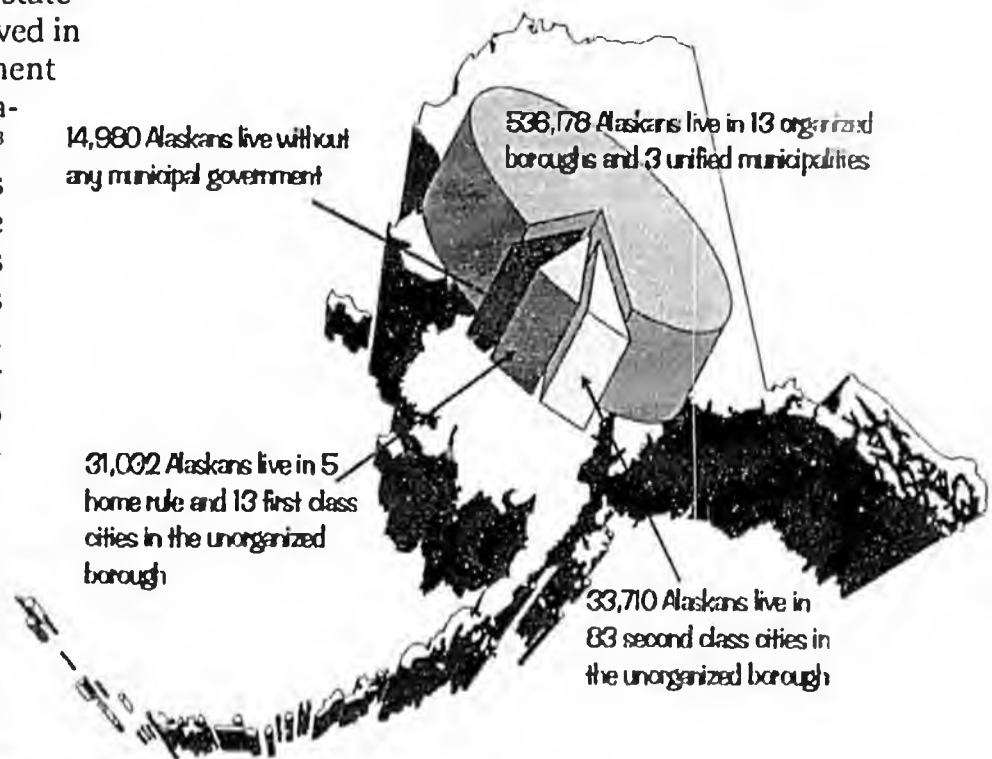 state
ved in
nent
a-
14,980 Alaskans live without
any municipal government
536,178 Alaskans live in 13 organized
boroughs and 3 unified municipalities
31,032 Alaskans live in 5
home rule and 13 first class
cities in the unorganized
borough
33,710 Alaskans live in
83 second class cities in
the unorganized borough